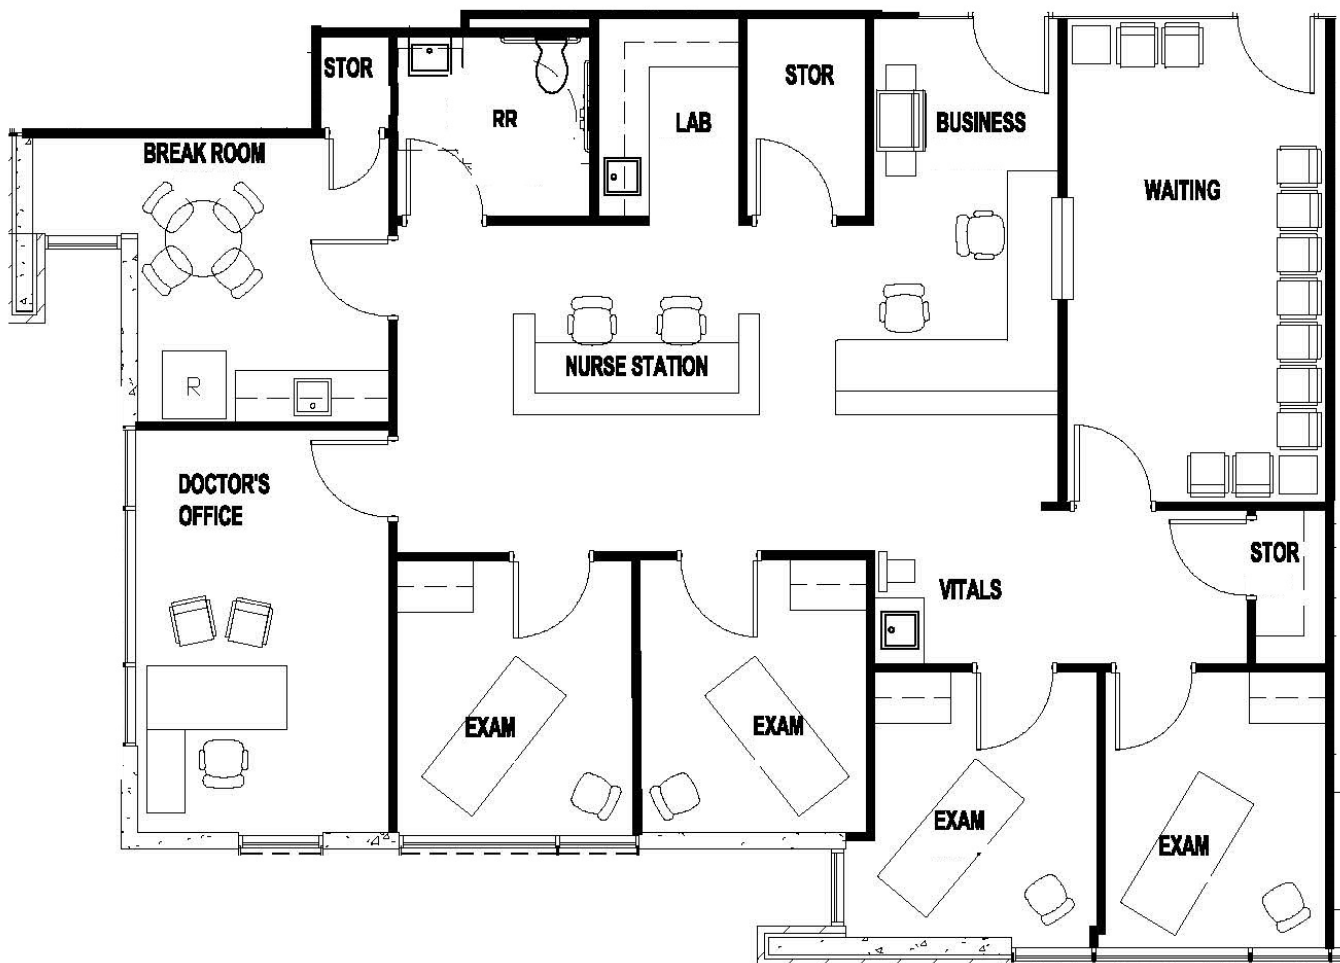 STOR
RR
LAB
STOR
BUSINESS
BREAK ROOM
WAITING
NURSE STATION
R
DOCTOR'S
OFFICE
STOR
VITALS
EXAM
EXAM
EXAM
EXAM